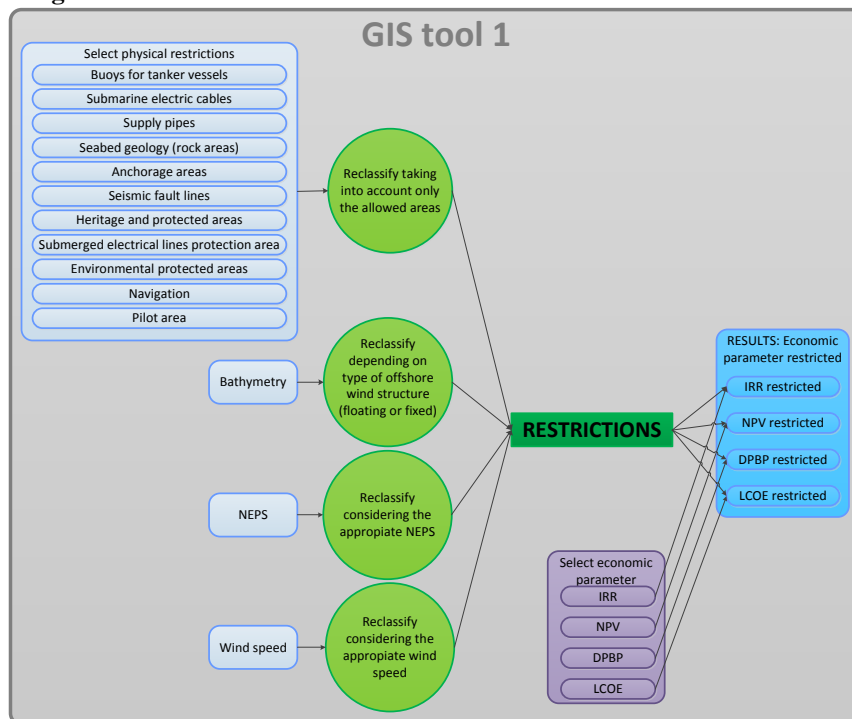 GIS tool 1
Select physical restrictions
Buoys for tanker vessels
Submarine electric cables
Supply pipes
Seabed geology (rock areas)
Anchorage areas
Seismic fault lines
Heritage and protected areas
Submerged electrical lines protection area
Environmental protected areas
Navigation
Pilot area
Reclassify taking
into account only
the allowed areas
Bathymetry
Reclassify
depending on
type of offshore
wind structure
(floating or fixed)
NEPS
Reclassify
considering the
appropiate NEPS
Wind speed
Reclassify
considering the
appropiate wind
speed
RESTRICTIONS
Select economic
parameter
IRR
NPV
DPBP
LCOE
RESULTS: Economic
parameter restricted
IRR restricted
NPV restricted
DPBP restricted
LCOE restricted